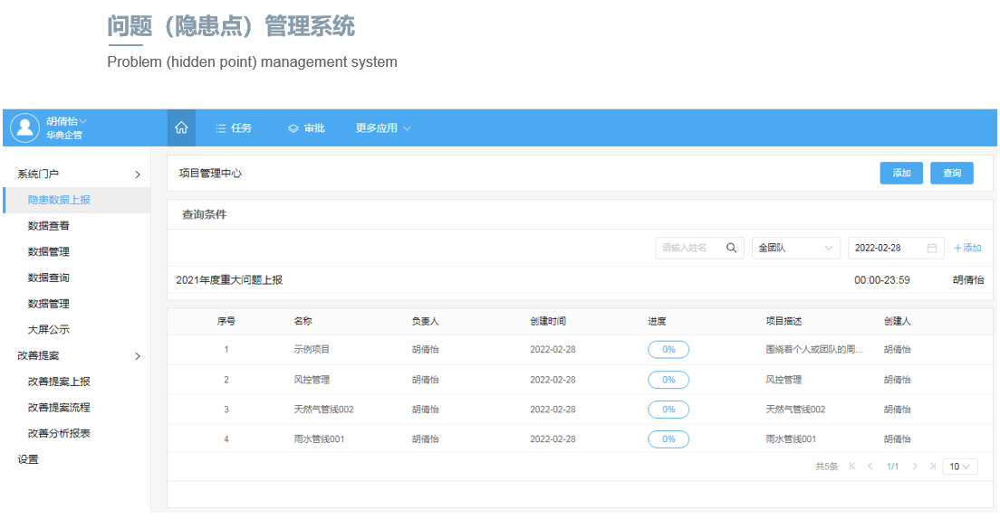 问题（隐患点）管理系统
Problem (hidden point) management system
胡倩怡
华典企管
任务 审批 更多应用
系统门户
隐患数据上报
数据查看
数据管理
数据查询
数据管理
大屏公示
改善提案
改善提案上报
改善提案流程
改善分析报表
设置
项目管理中心 添加 查询
查询条件
请输入姓名 全团队 2022-02-28 +添加
2021年度重大问题上报 00:00-23:59 胡倩怡
序号 名称 负责人 创建时间 进度 项目描述 创建人
1 示例项目 胡倩怡 2022-02-28 0% 围绕着个人或团队的周... 胡倩怡
2 风控管理 胡倩怡 2022-02-28 0% 风控管理 胡倩怡
3 天然气管线002 胡倩怡 2022-02-28 0% 天然气管线002 胡倩怡
4 雨水管线001 胡倩怡 2022-02-28 0% 雨水管线001 胡倩怡
共5条 1/1 10